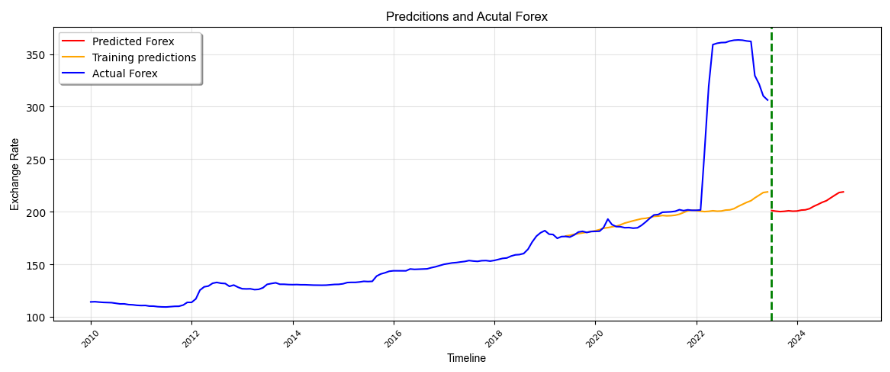 Predcitions and Acutal Forex
Predicted Forex
Training predictions
Actual Forex
Exchange Rate
350
300
250
200
150
100
2010
2012
2014
2016
2018
2020
2022
2024
Timeline